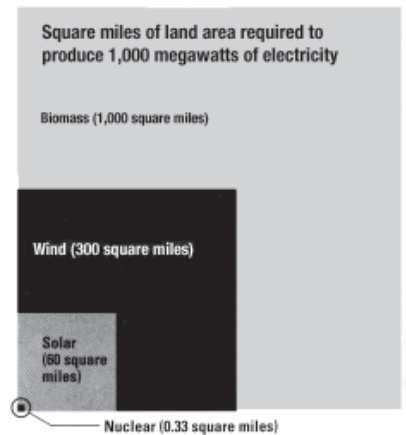 Square miles of land area required to
produce 1,000 megawatts of electricity
Biomass (1,000 square miles)
Wind (300 square miles)
Solar
(60 square
miles)
Nuclear (0.33 square miles)